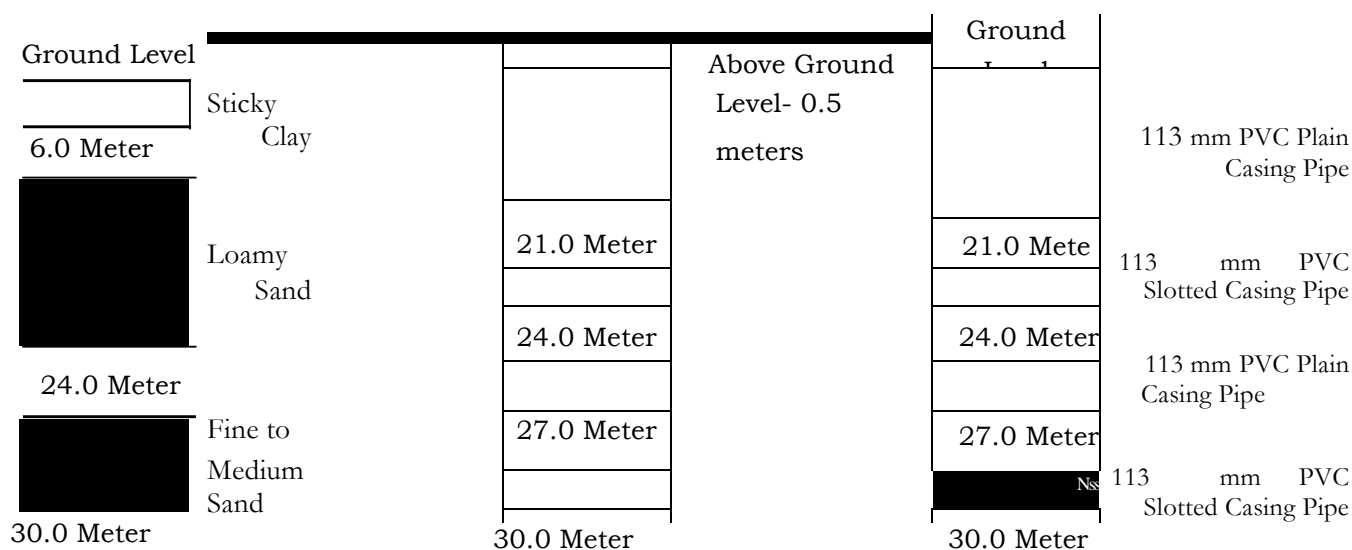 Ground Level
Sticky
Clay
6.0 Meter
Loamy
Sand
24.0 Meter
Fine to
Medium
Sand
30.0 Meter
21.0 Meter
24.0 Meter
27.0 Meter
30.0 Meter
Above Ground
Level- 0.5
meters
Ground
21.0 Mete
24.0 Meter
27.0 Meter
Nss
30.0 Meter
113 mm PVC Plain
Casing Pipe
113 mm PVC
Slotted Casing Pipe
113 mm PVC Plain
Casing Pipe
113 mm PVC
Slotted Casing Pipe